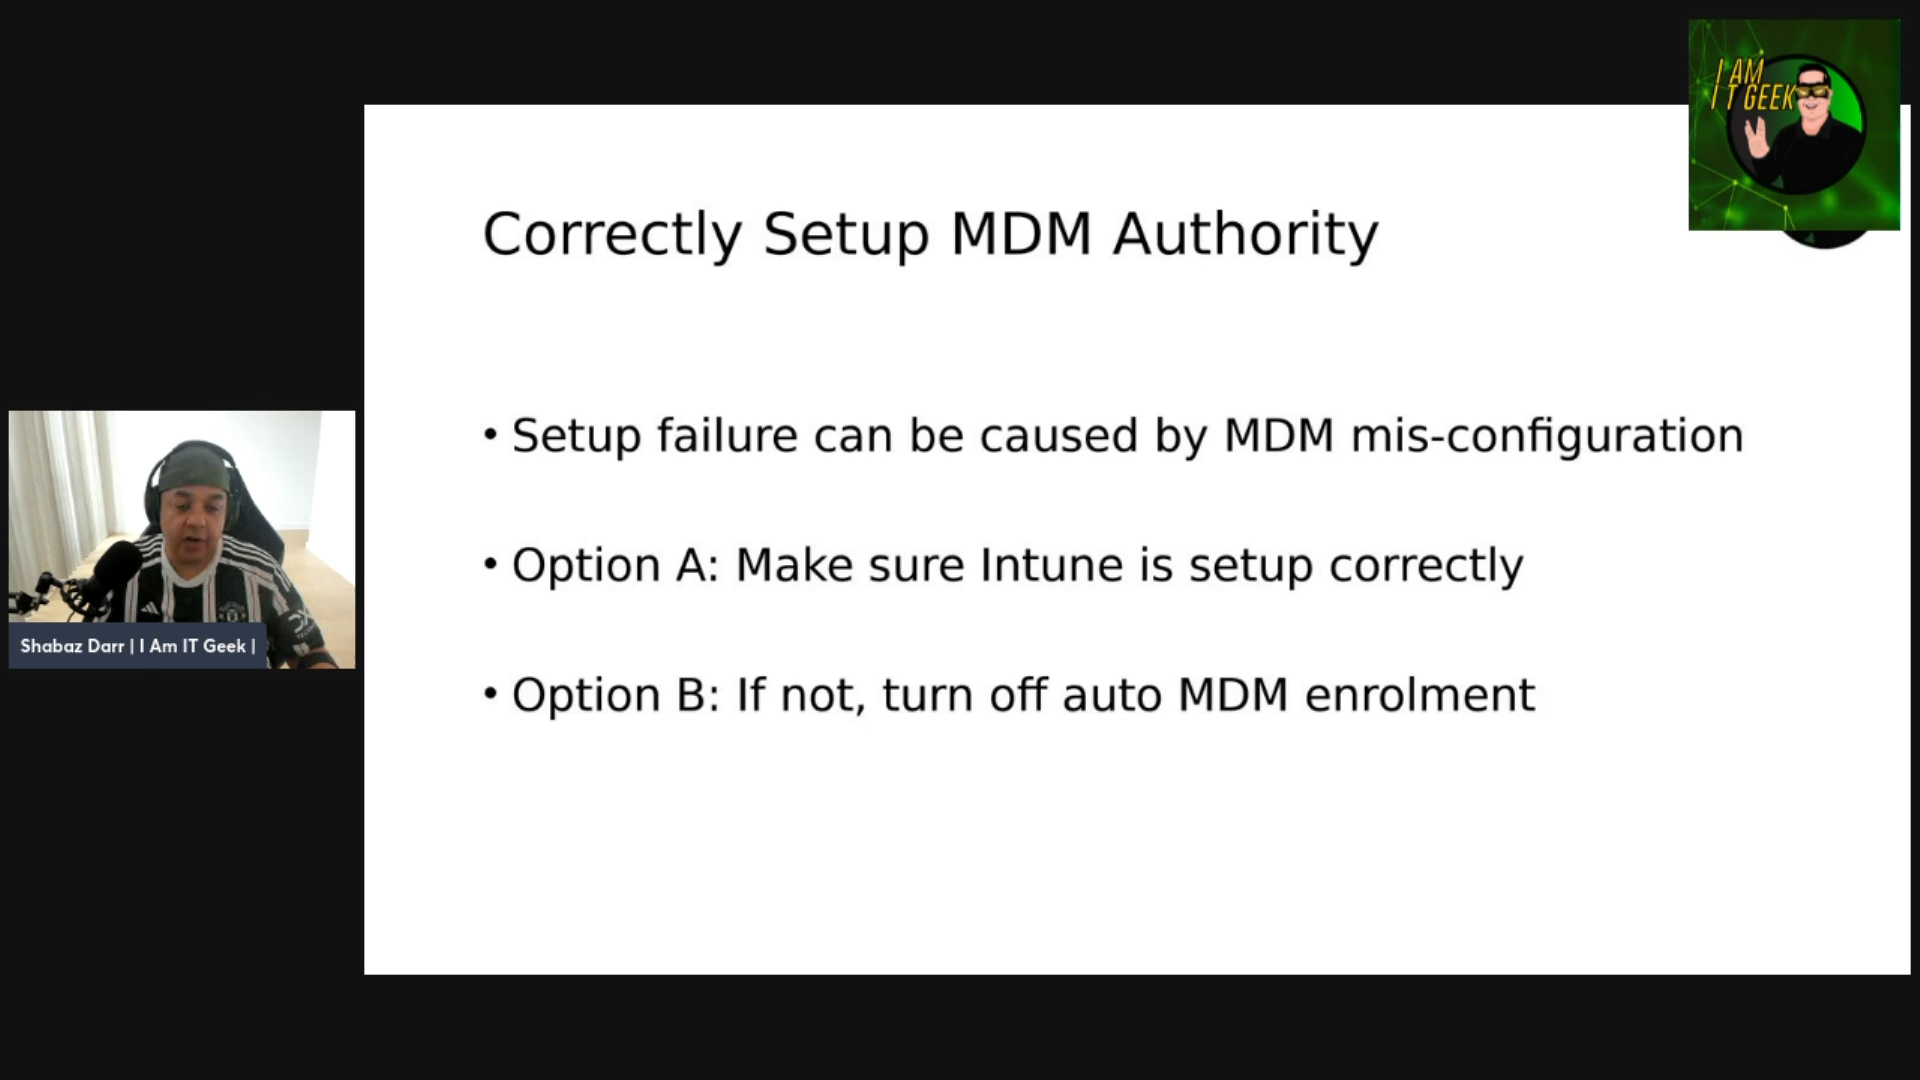 I AM
I T GEEK
Correctly Setup MDM Authority
• Setup failure can be caused by MDM mis-configuration
• Option A: Make sure Intune is setup correctly
• Option B: If not, turn off auto MDM enrolment
Shabaz Darr | I Am IT Geek |